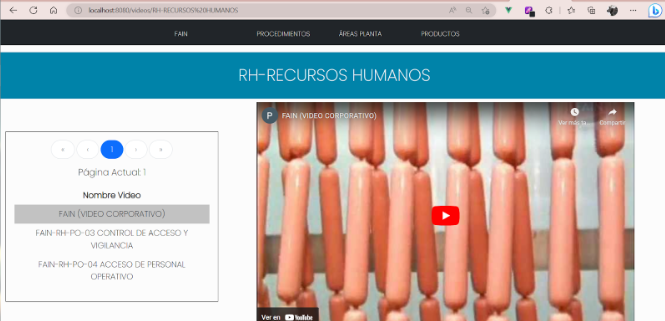 localhost:8080/videos/RH-RECURSOS%20HUMANOS
FAIN PROCEDIMIENTOS ÁREAS PLANTA PRODUCTOS
RH-RECURSOS HUMANOS
P FAIN (VIDEO CORPORATIVO)
Ver más ta... Compartir
« ‹ 1 › »
Página Actual: 1
Nombre Video
FAIN (VIDEO CORPORATIVO)
FAIN-RH-PO-03 CONTROL DE ACCESO Y
VIGILANCIA
FAIN-RH-PO-04 ACCESO DE PERSONAL
OPERATIVO
Ver en YouTube